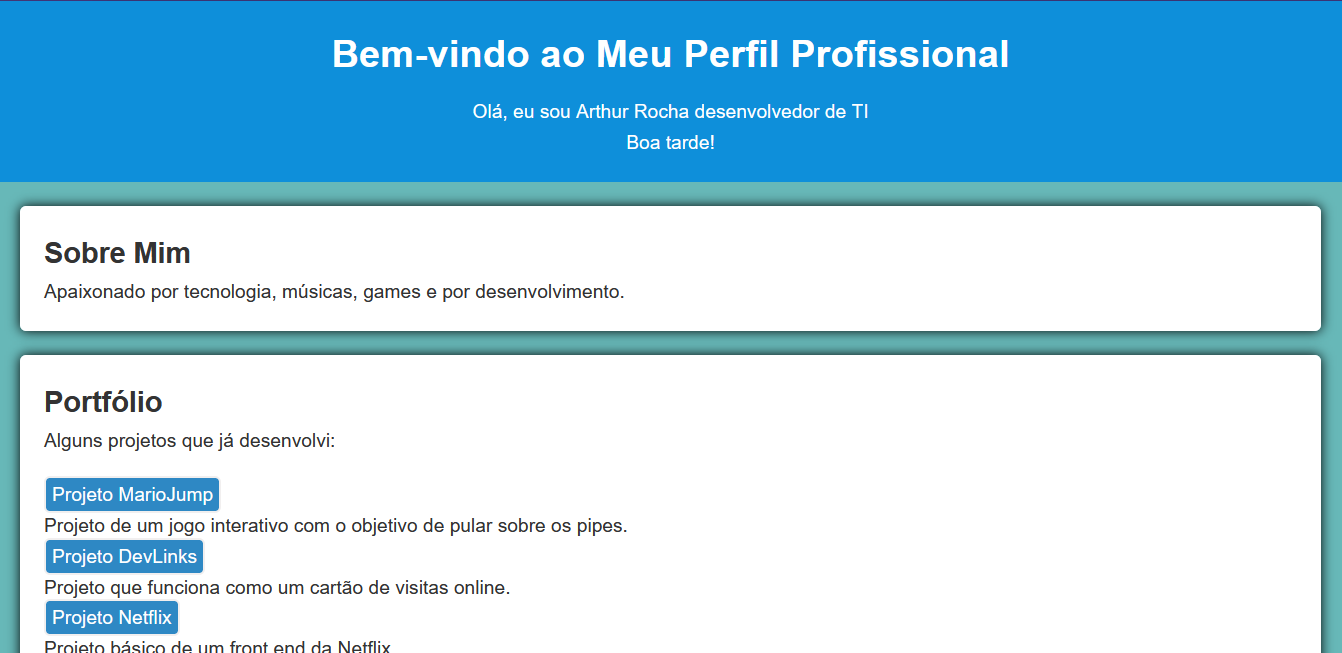 Bem-vindo ao Meu Perfil Profissional
Olá, eu sou Arthur Rocha desenvolvedor de TI
Boa tarde!
Sobre Mim
Apaixonado por tecnologia, músicas, games e por desenvolvimento.
Portfólio
Alguns projetos que já desenvolvi:
Projeto MarioJump
Projeto de um jogo interativo com o objetivo de pular sobre os pipes.
Projeto DevLinks
Projeto que funciona como um cartão de visitas online.
Projeto Netflix
Projeto básico de um front end da Netflix